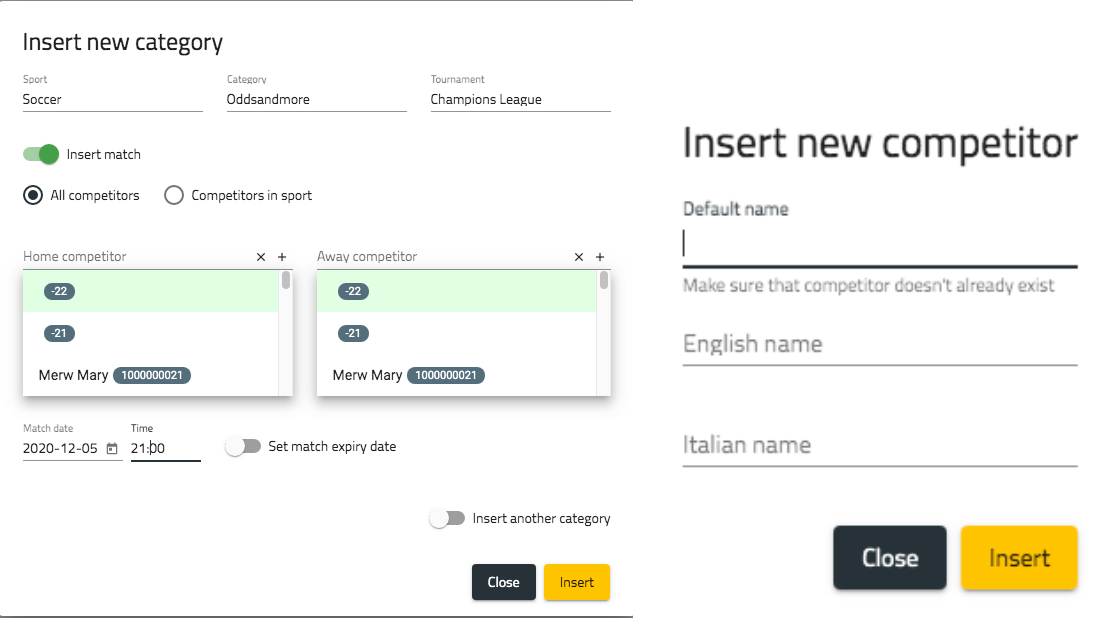 Insert new category
Sport Category Tournament
Soccer Oddsandmore Champions League
Insert match
All competitors Competitors in sport
Home competitor Away competitor
-22 -22
-21 -21
Merw Mary 1000000021 Merw Mary 1000000021
Match date Time
2020-12-05 21:00 Set match expiry date
Insert another category
Close Insert
Insert new competitor
Default name
Make sure that competitor doesn't already exist
English name
Italian name
Close Insert